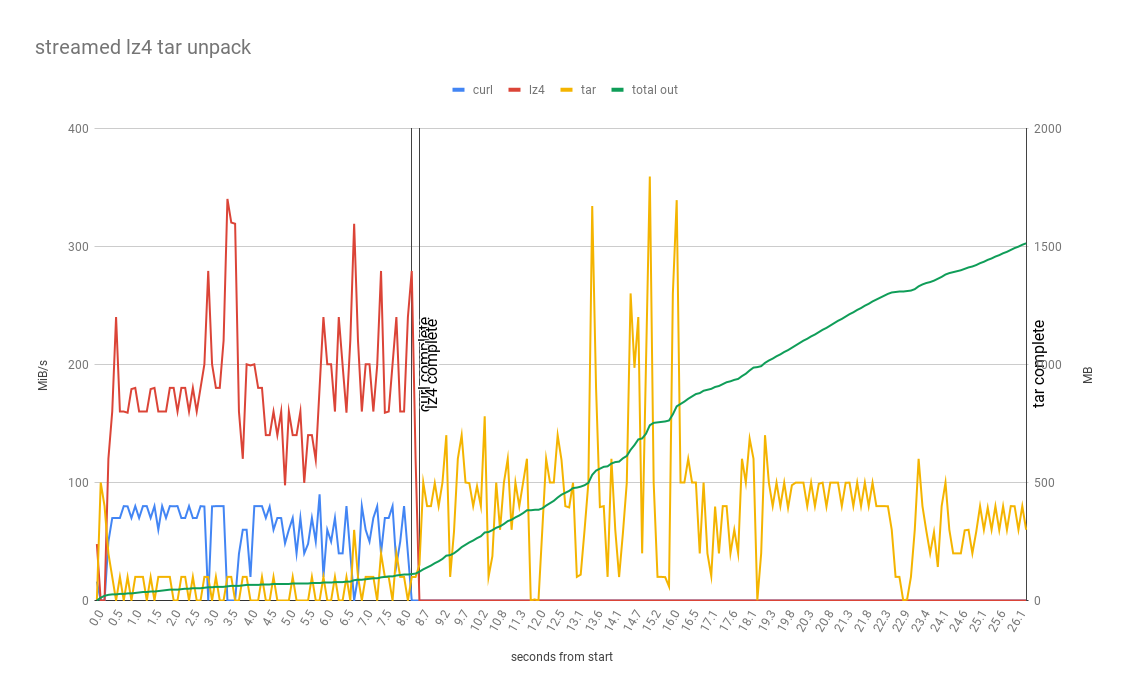 streamed lz4 tar unpack
curl lz4 tar total out
400
300
200
100
0
MiB/s
2000
1500
1000
500
0
MB
curl complete
lz4 complete
tar complete
0.0 0.5 1.0 1.5 2.0 2.5 3.0 3.5 4.0 4.5 5.0 5.5 6.0 6.5 7.0 7.5 8.0 8.7 9.2 9.7 10.2 10.8 11.3 12.0 12.5 13.1 13.6 14.1 14.7 15.2 16.0 16.5 17.1 17.6 18.1 18.8 19.3 19.8 20.3 20.8 21.3 21.8 22.3 22.9 23.4 24.1 24.6 25.1 25.6 26.1
seconds from start